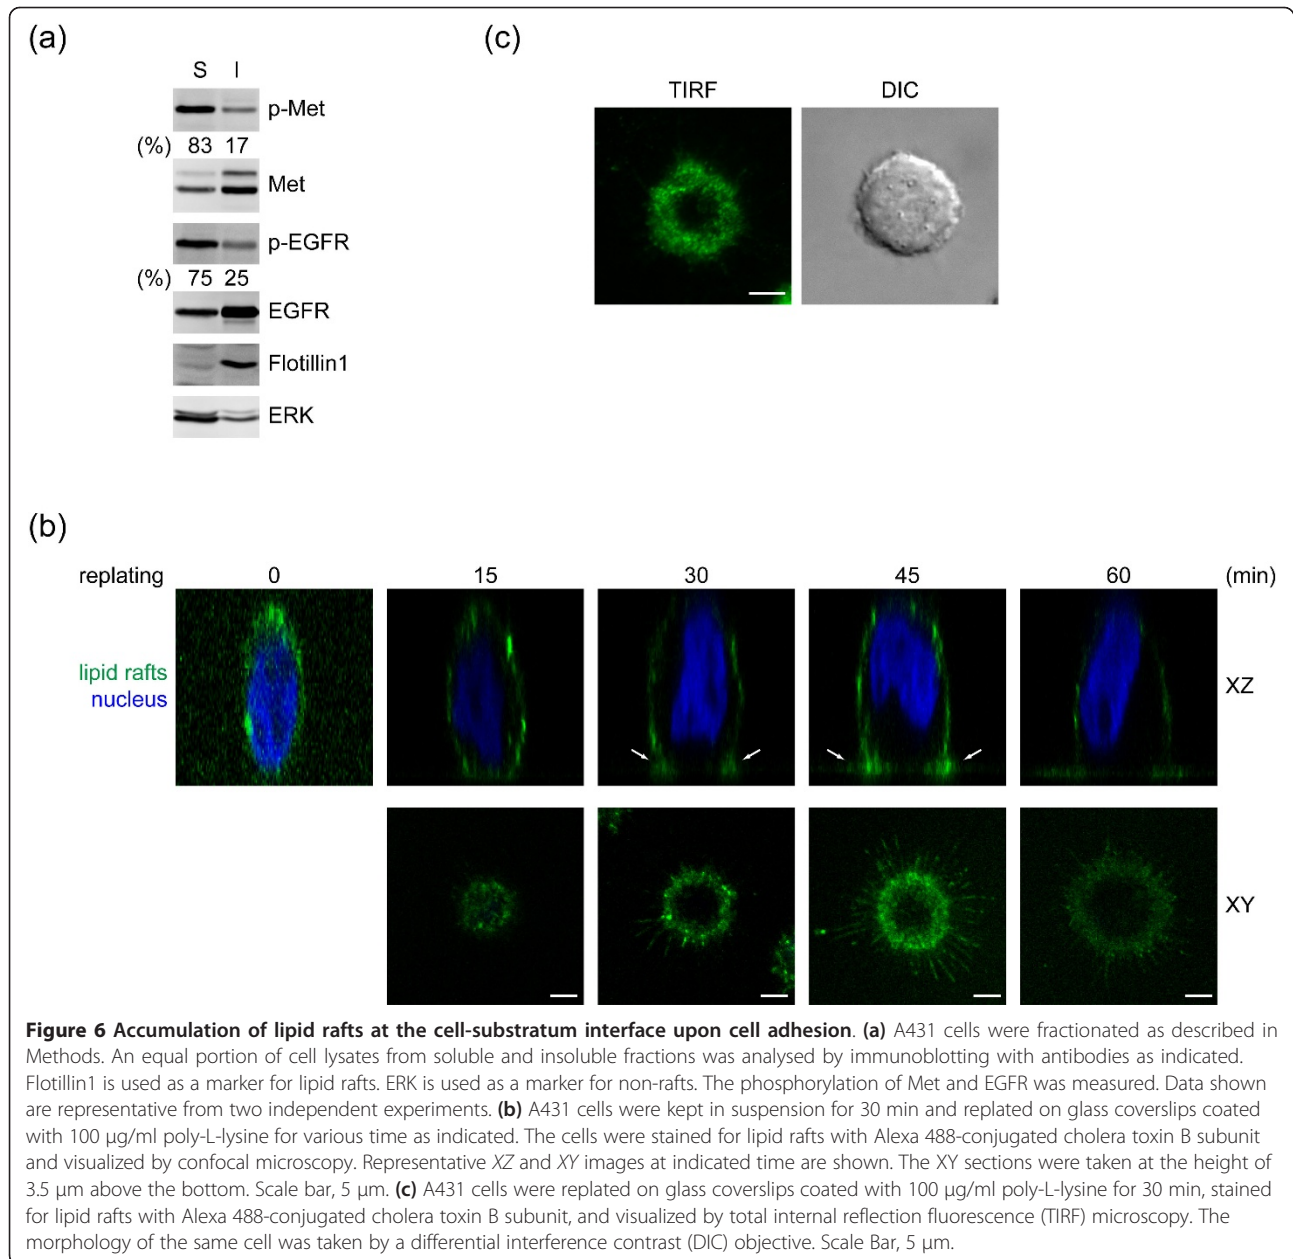 (a)
S I
p-Met
(%) 83 17
Met
p-EGFR
(%) 75 25
EGFR
Flotillin1
ERK
(c)
TIRF DIC
(b)
replating 0 15 30 45 60 (min)
lipid rafts
nucleus
XZ
XY
Figure 6 Accumulation of lipid rafts at the cell-substratum interface upon cell adhesion. (a) A431 cells were fractionated as described in
Methods. An equal portion of cell lysates from soluble and insoluble fractions was analysed by immunoblotting with antibodies as indicated.
Flotillin1 is used as a marker for lipid rafts. ERK is used as a marker for non-rafts. The phosphorylation of Met and EGFR was measured. Data shown
are representative from two independent experiments. (b) A431 cells were kept in suspension for 30 min and replated on glass coverslips coated
with 100 μg/ml poly-L-lysine for various time as indicated. The cells were stained for lipid rafts with Alexa 488-conjugated cholera toxin B subunit
and visualized by confocal microscopy. Representative XZ and XY images at indicated time are shown. The XY sections were taken at the height of
3.5 μm above the bottom. Scale bar, 5 μm. (c) A431 cells were replated on glass coverslips coated with 100 μg/ml poly-L-lysine for 30 min, stained
for lipid rafts with Alexa 488-conjugated cholera toxin B subunit, and visualized by total internal reflection fluorescence (TIRF) microscopy. The
morphology of the same cell was taken by a differential interference contrast (DIC) objective. Scale Bar, 5 μm.